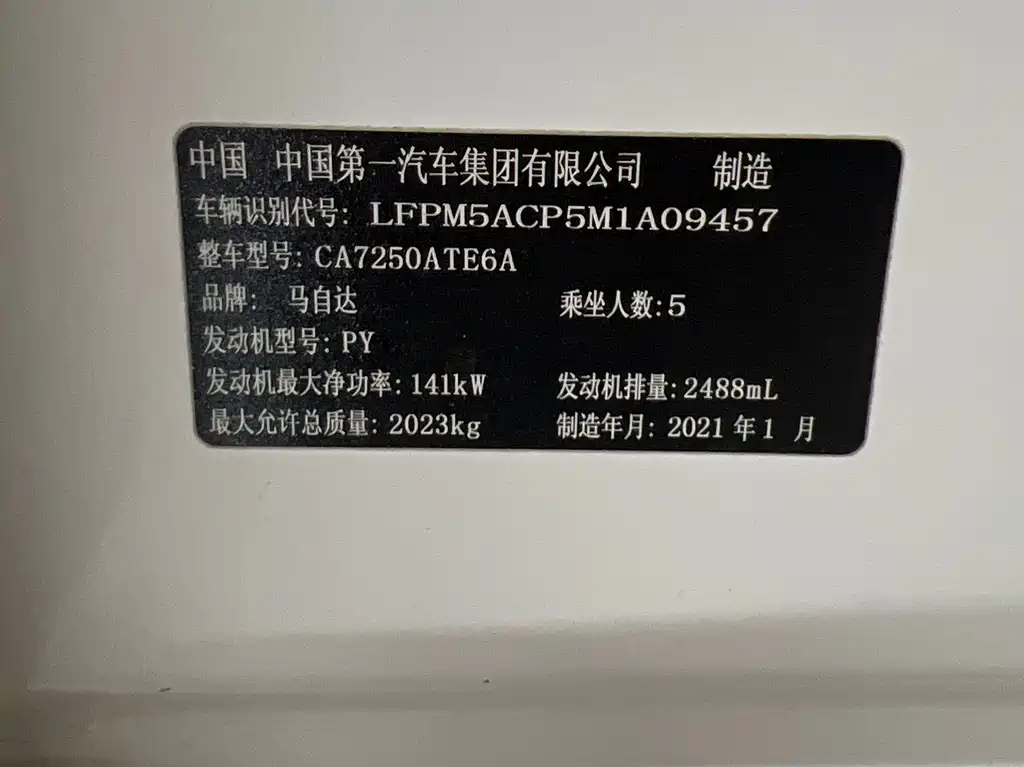 中国 中国第一汽车集团有限公司 制造
车辆识别代号: LFPM5ACP5M1A09457
整车型号: CA7250ATE6A
品牌: 马自达 乘坐人数: 5
发动机型号: PY
发动机最大净功率: 141kW 发动机排量: 2488mL
最大允许总质量: 2023kg 制造年月: 2021 年 1 月